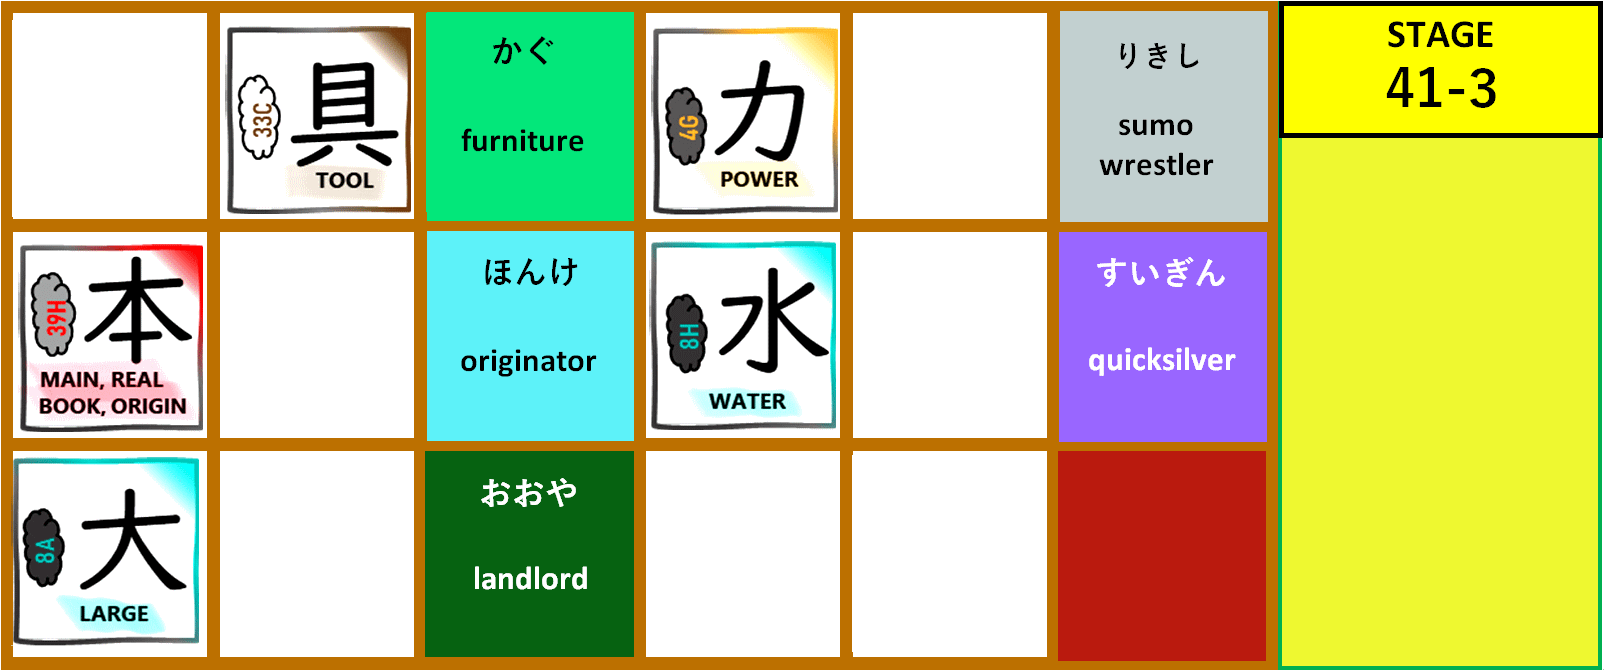 33C
具
TOOL
かぐ
furniture
4G
力
POWER
りきし
sumo
wrestler
STAGE
41-3
39H
本
MAIN, REAL
BOOK, ORIGIN
ほんけ
originator
8H
水
WATER
すいぎん
quicksilver
8A
大
LARGE
おおや
landlord